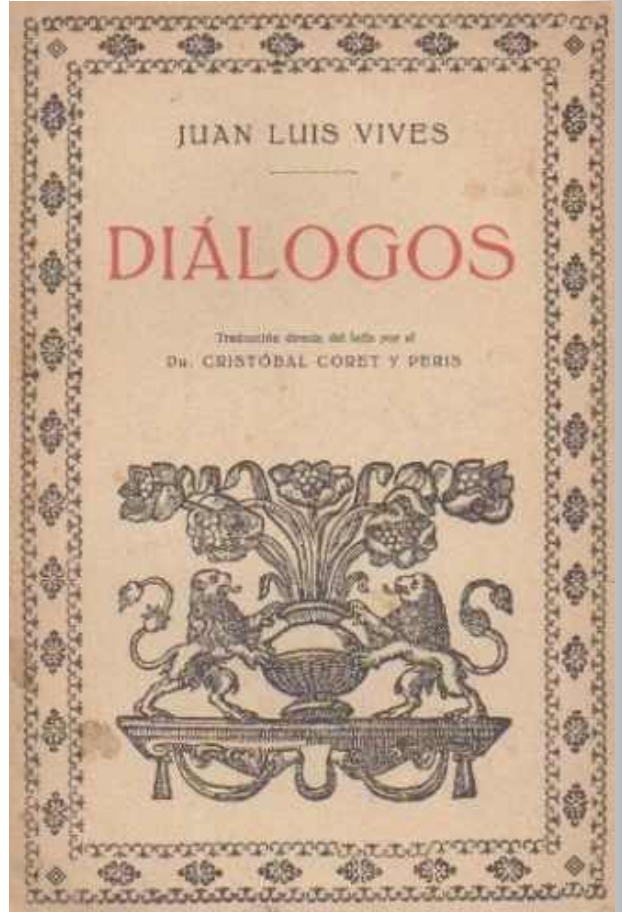 JUAN LUIS VIVES
DIÁLOGOS
Traducción directa del latín por el
DR. CRISTÓBAL CORET Y PERIS